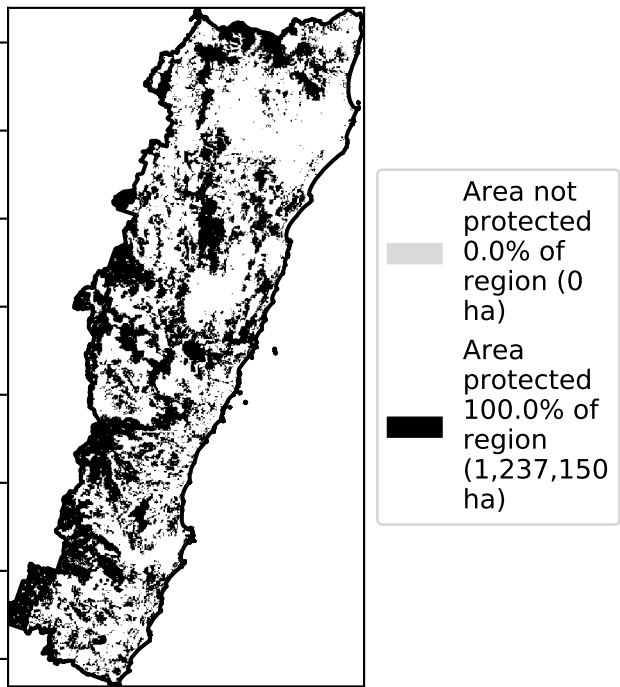 Area not
protected
0.0% of
region (0
ha)
Area
protected
100.0% of
region
(1,237,150
ha)